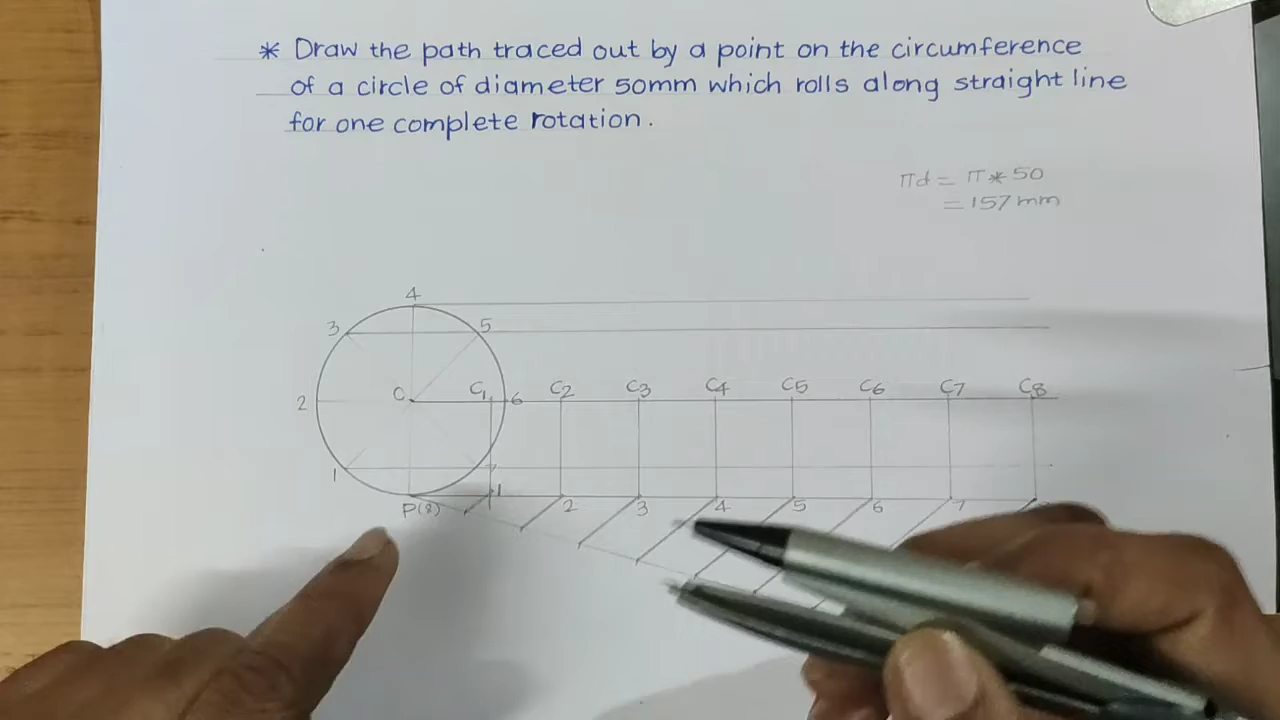 * Draw the path traced out by a point on the circumference
of a circle of diameter 50mm which rolls along straight line
for one complete rotation.
πd = π*50
= 157 mm
4
3 5
C C1 C2 C3 C4 C5 C6 C7 C8
2 6
1 7
P(8) 1 2 3 4 5 6 7